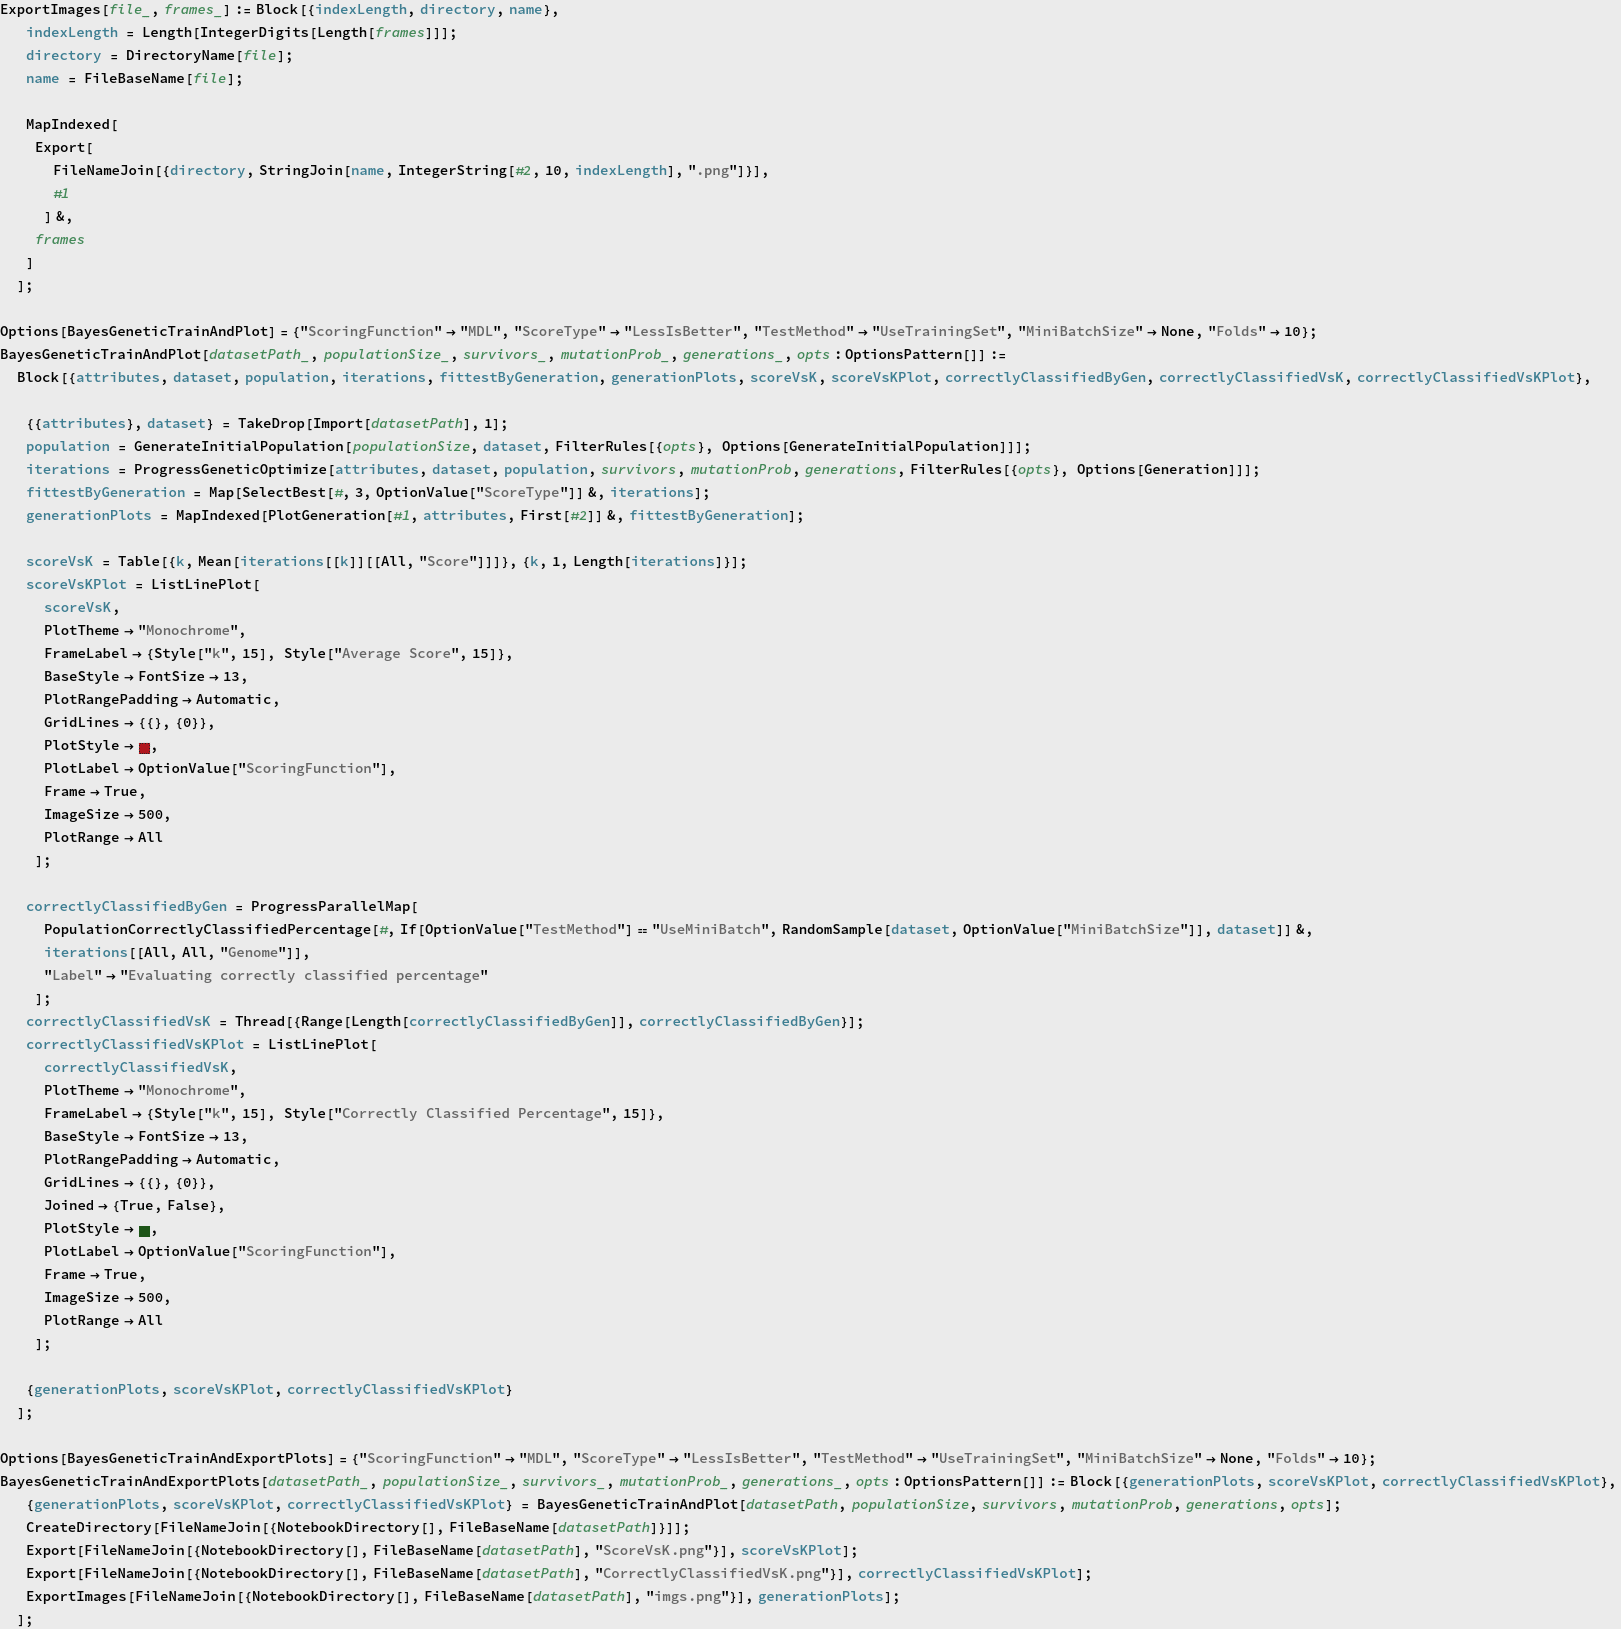 ExportImages[file_, frames_] := Block[{indexLength, directory, name},
indexLength = Length[IntegerDigits[Length[frames]]];
directory = DirectoryName[file];
name = FileBaseName[file];
MapIndexed[
Export[
FileNameJoin[{directory, StringJoin[name, IntegerString[#2, 10, indexLength], ".png"]}],
#1
] &,
frames
]
];
Options[BayesGeneticTrainAndPlot] = {"ScoringFunction" → "MDL", "ScoreType" → "LessIsBetter", "TestMethod" → "UseTrainingSet", "MiniBatchSize" → None, "Folds" → 10};
BayesGeneticTrainAndPlot[datasetPath_, populationSize_, survivors_, mutationProb_, generations_, opts : OptionsPattern[]] :=
Block[{attributes, dataset, population, iterations, fittestByGeneration, generationPlots, scoreVsK, scoreVsKPlot, correctlyClassifiedByGen, correctlyClassifiedVsK, correctlyClassifiedVsKPlot},
{{attributes}, dataset} = TakeDrop[Import[datasetPath], 1];
population = GenerateInitialPopulation[populationSize, dataset, FilterRules[{opts}, Options[GenerateInitialPopulation]]];
iterations = ProgressGeneticOptimize[attributes, dataset, population, survivors, mutationProb, generations, FilterRules[{opts}, Options[Generation]]];
fittestByGeneration = Map[SelectBest[#, 3, OptionValue["ScoreType"]] &, iterations];
generationPlots = MapIndexed[PlotGeneration[#1, attributes, First[#2]] &, fittestByGeneration];
scoreVsK = Table[{k, Mean[iterations[[k]][[All, "Score"]]]}, {k, 1, Length[iterations]}];
scoreVsKPlot = ListLinePlot[
scoreVsK,
PlotTheme → "Monochrome",
FrameLabel → {Style["k", 15], Style["Average Score", 15]},
BaseStyle → FontSize → 13,
PlotRangePadding → Automatic,
GridLines → {{}, {0}},
PlotStyle → ,
PlotLabel → OptionValue["ScoringFunction"],
Frame → True,
ImageSize → 500,
PlotRange → All
];
correctlyClassifiedByGen = ProgressParallelMap[
PopulationCorrectlyClassifiedPercentage[#, If[OptionValue["TestMethod"] == "UseMiniBatch", RandomSample[dataset, OptionValue["MiniBatchSize"]], dataset]] &,
iterations[[All, All, "Genome"]],
"Label" → "Evaluating correctly classified percentage"
];
correctlyClassifiedVsK = Thread[{Range[Length[correctlyClassifiedByGen]], correctlyClassifiedByGen}];
correctlyClassifiedVsKPlot = ListLinePlot[
correctlyClassifiedVsK,
PlotTheme → "Monochrome",
FrameLabel → {Style["k", 15], Style["Correctly Classified Percentage", 15]},
BaseStyle → FontSize → 13,
PlotRangePadding → Automatic,
GridLines → {{}, {0}},
Joined → {True, False},
PlotStyle → ,
PlotLabel → OptionValue["ScoringFunction"],
Frame → True,
ImageSize → 500,
PlotRange → All
];
{generationPlots, scoreVsKPlot, correctlyClassifiedVsKPlot}
];
Options[BayesGeneticTrainAndExportPlots] = {"ScoringFunction" → "MDL", "ScoreType" → "LessIsBetter", "TestMethod" → "UseTrainingSet", "MiniBatchSize" → None, "Folds" → 10};
BayesGeneticTrainAndExportPlots[datasetPath_, populationSize_, survivors_, mutationProb_, generations_, opts : OptionsPattern[]] := Block[{generationPlots, scoreVsKPlot, correctlyClassifiedVsKPlot},
{generationPlots, scoreVsKPlot, correctlyClassifiedVsKPlot} = BayesGeneticTrainAndPlot[datasetPath, populationSize, survivors, mutationProb, generations, opts];
CreateDirectory[FileNameJoin[{NotebookDirectory[], FileBaseName[datasetPath]}]];
Export[FileNameJoin[{NotebookDirectory[], FileBaseName[datasetPath], "ScoreVsK.png"}], scoreVsKPlot];
Export[FileNameJoin[{NotebookDirectory[], FileBaseName[datasetPath], "CorrectlyClassifiedVsK.png"}], correctlyClassifiedVsKPlot];
ExportImages[FileNameJoin[{NotebookDirectory[], FileBaseName[datasetPath], "imgs.png"}], generationPlots];
];